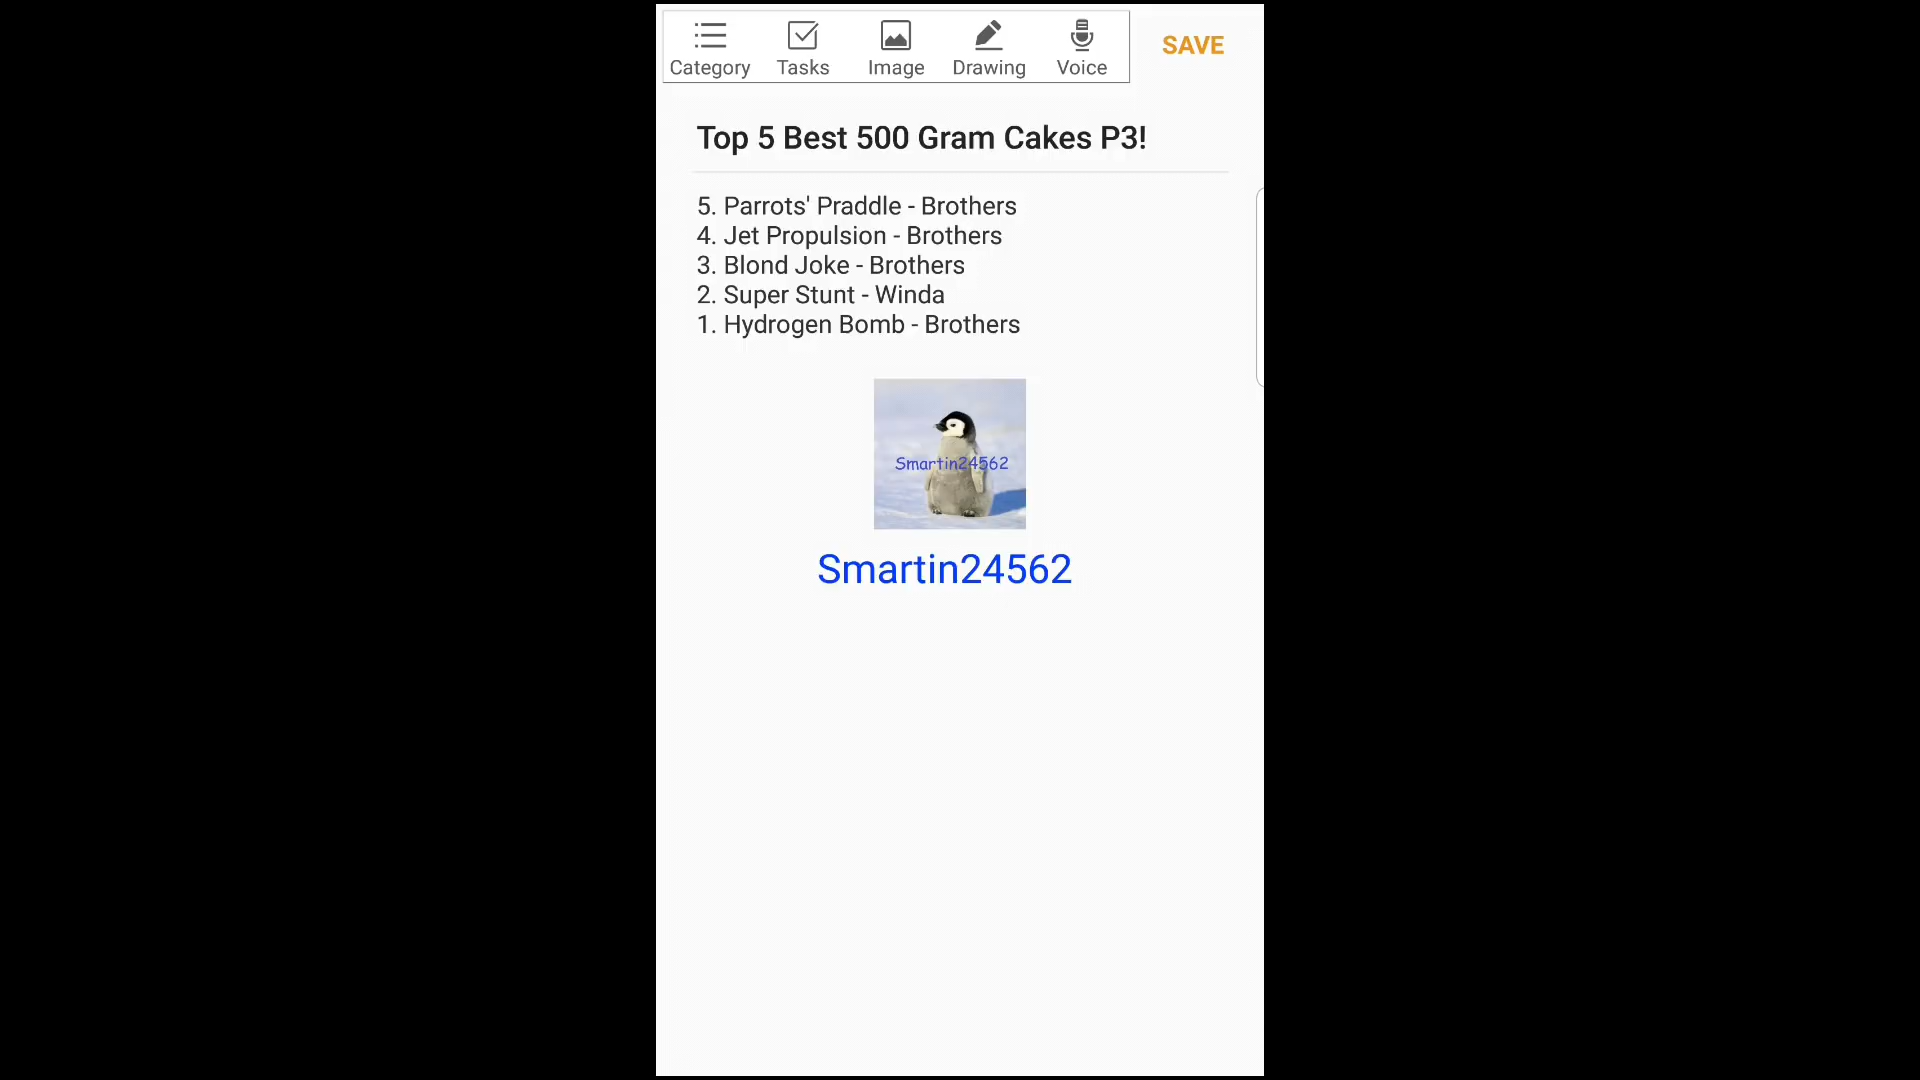 Category Tasks Image Drawing Voice SAVE
Top 5 Best 500 Gram Cakes P3!
5. Parrots' Praddle - Brothers
4. Jet Propulsion - Brothers
3. Blond Joke - Brothers
2. Super Stunt - Winda
1. Hydrogen Bomb - Brothers
Smartin24562
Smartin24562